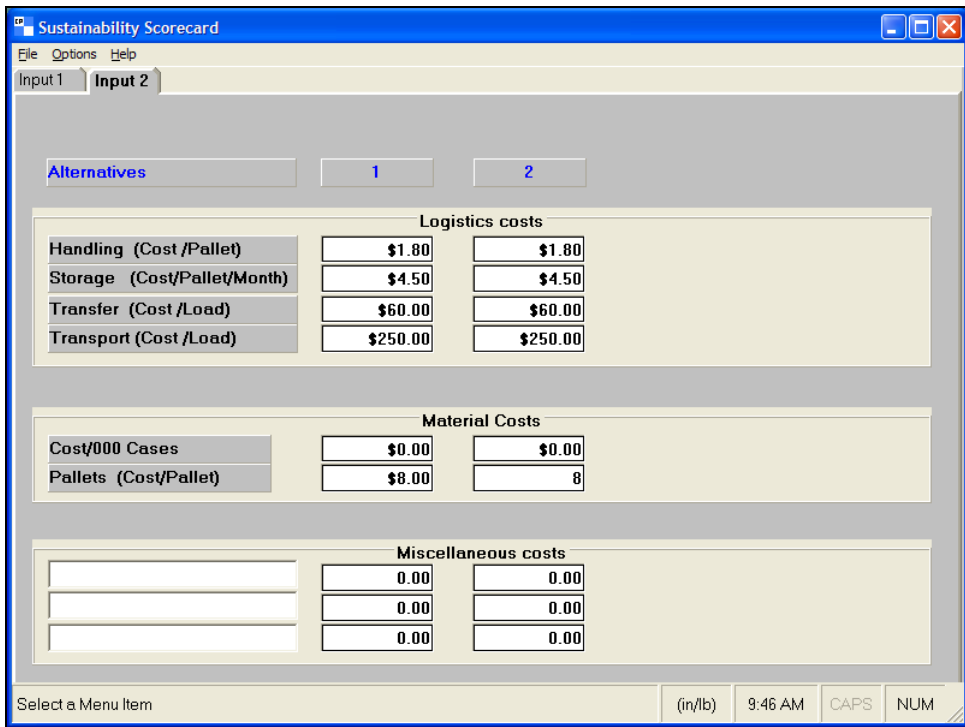 CP Sustainability Scorecard
File Options Help
Input 1 Input 2
Alternatives 1 2
Logistics costs
Handling (Cost /Pallet) $1.80 $1.80
Storage (Cost/Pallet/Month) $4.50 $4.50
Transfer (Cost /Load) $60.00 $60.00
Transport (Cost /Load) $250.00 $250.00
Material Costs
Cost/000 Cases $0.00 $0.00
Pallets (Cost/Pallet) $8.00 8
Miscellaneous costs
0.00 0.00
0.00 0.00
0.00 0.00
Select a Menu Item (in/lb) 9:46 AM CAPS NUM